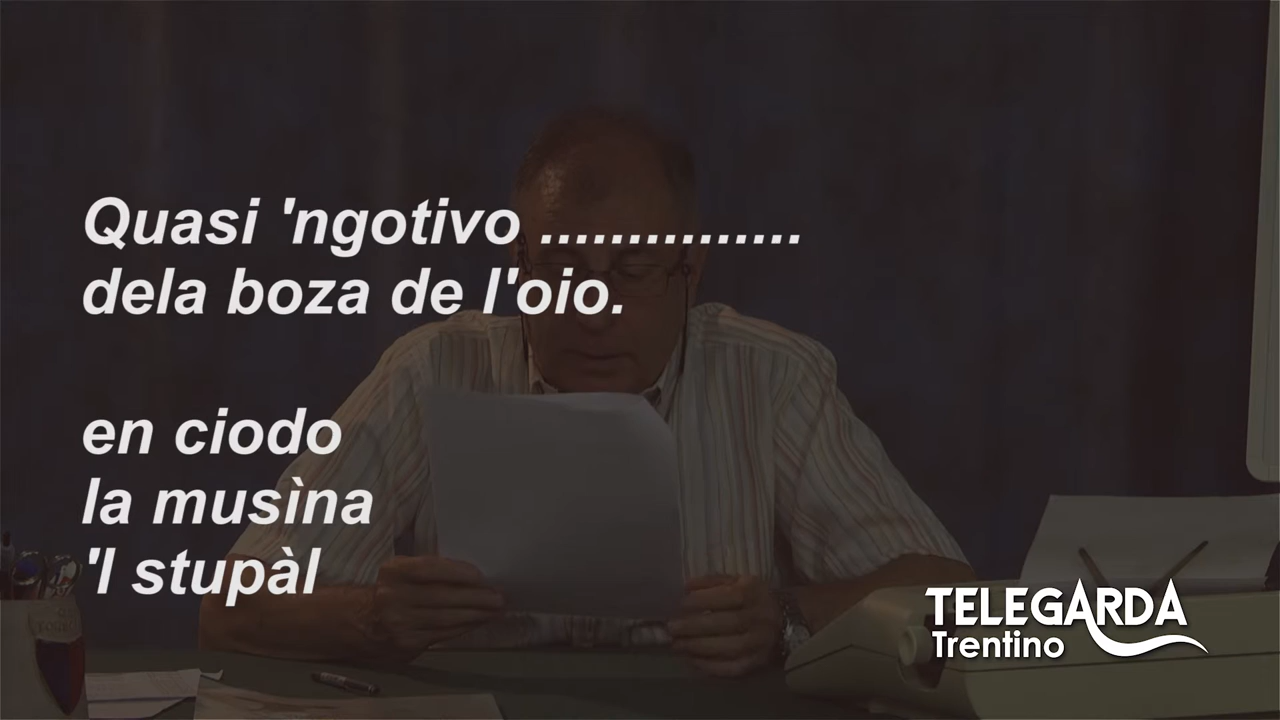 Quasi 'ngotivo ...............
dela boza de l'oio.
en ciodo
la musìna
'l stupàl
TELEGARDA
Trentino